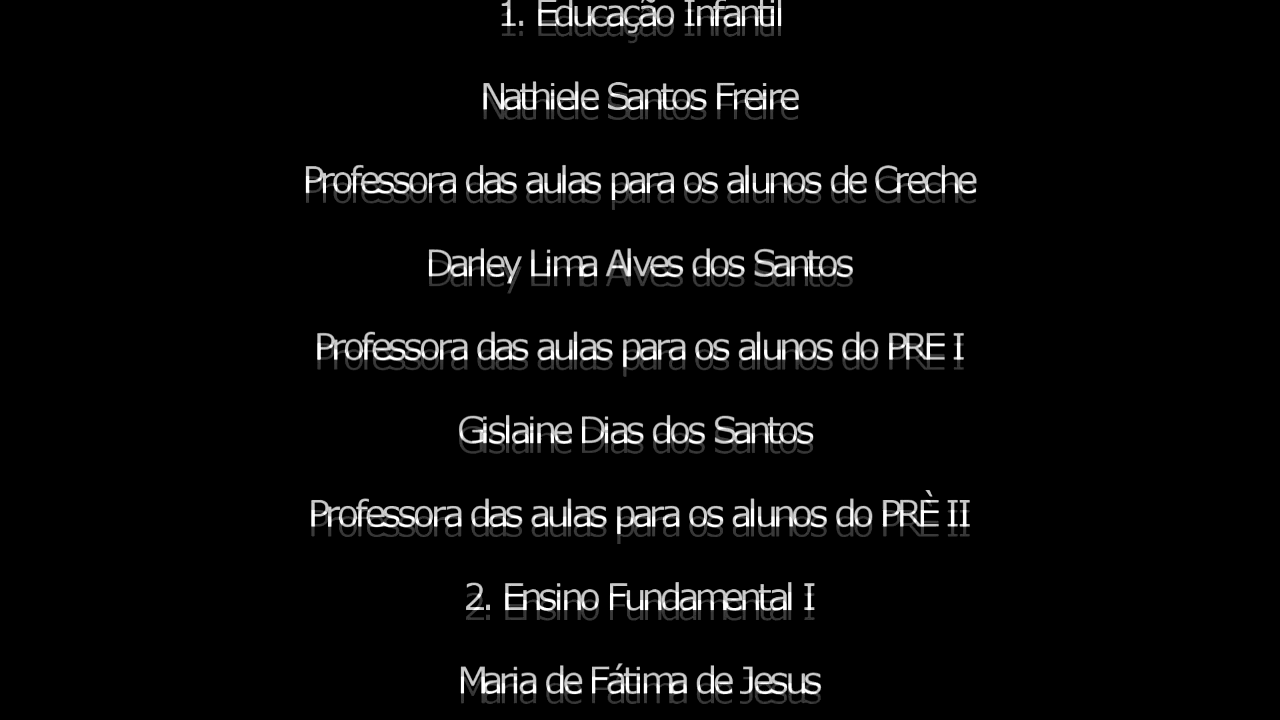 1. Educação Infantil
Nathiele Santos Freire
Professora das aulas para os alunos de Creche
Darley Lima Alves dos Santos
Professora das aulas para os alunos do PRE I
Gislaine Dias dos Santos
Professora das aulas para os alunos do PRÈ II
2. Ensino Fundamental I
Maria de Fátima de Jesus